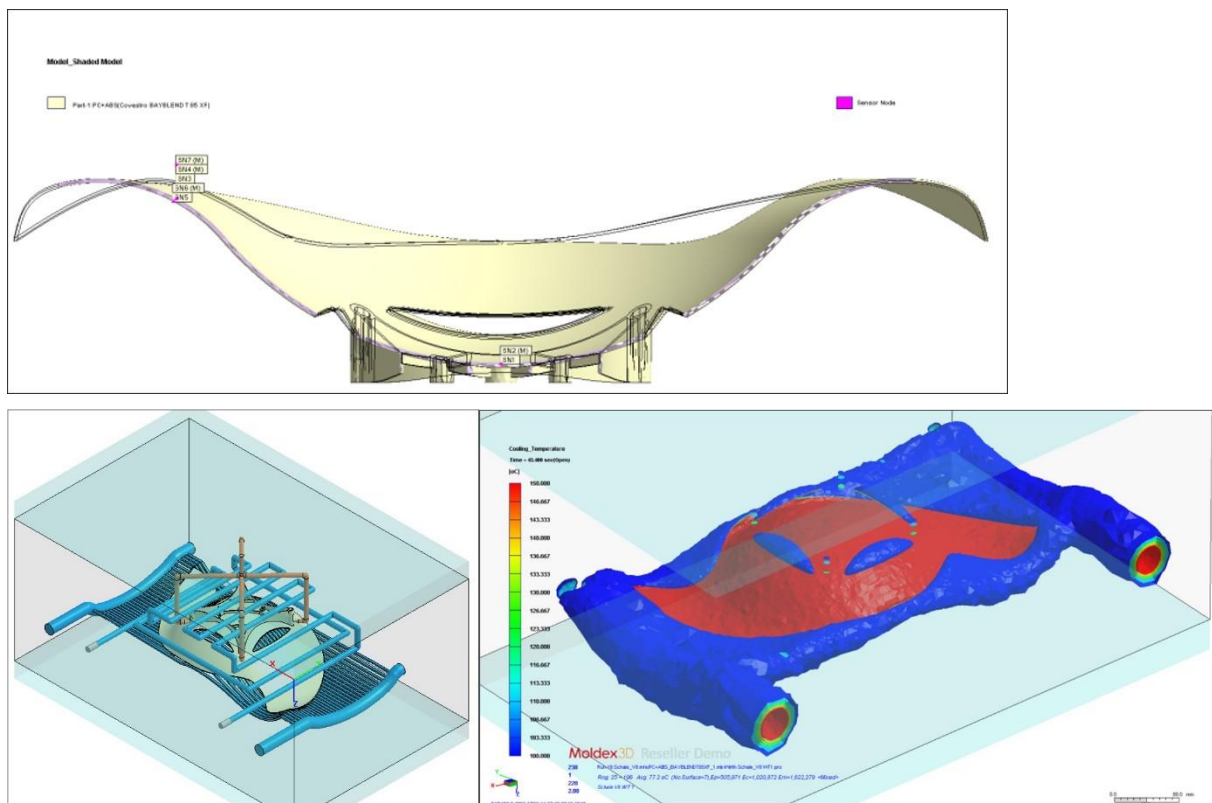 Model_Shaded Model
Part-1 PC+ABS(Covestro BAYBLEND T 85 XF)
Sensor Node
SN7 (M)
SN4 (M)
SN3
SN6 (M)
SN5
SN2 (M)
SN1
X
Z
Cooling_Temperature
[oC]
150.000
146.667
143.333
140.000
136.667
133.333
130.000
126.667
123.333
120.000
116.667
113.333
110.000
106.667
103.333
100.000
Moldex3D Reseller Demo